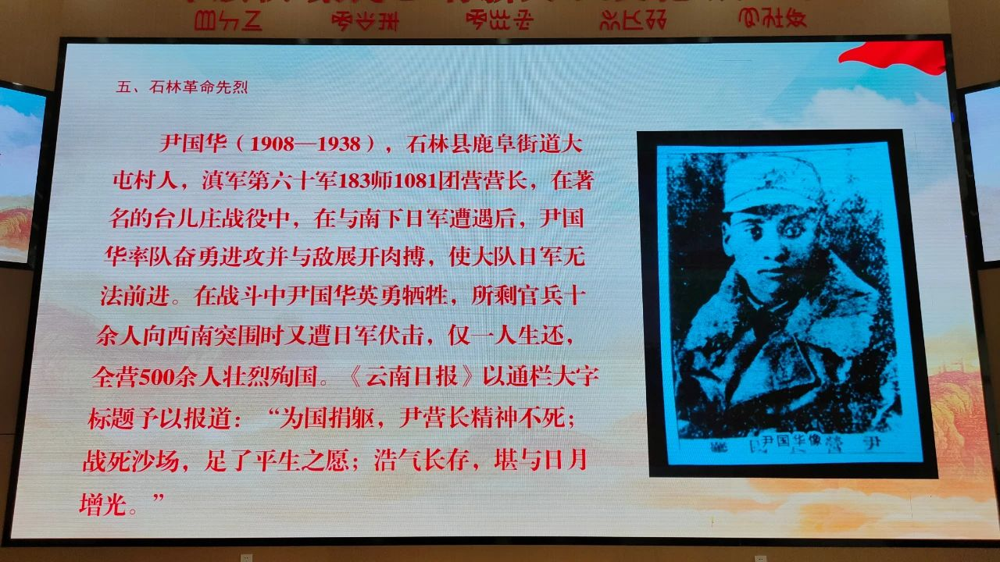 五、石林革命先烈
尹国华（1908—1938），石林县鹿阜街道大
屯村人，滇军第六十军183师1081团营营长，在著
名的台儿庄战役中，在与南下日军遭遇后，尹国
华率队奋勇进攻并与敌展开肉搏，使大队日军无
法前进。在战斗中尹国华英勇牺牲，所剩官兵十
余人向西南突围时又遭日军伏击，仅一人生还，
全营500余人壮烈殉国。《云南日报》以通栏大字
标题予以报道：“为国捐躯，尹营长精神不死；
战死沙场，足了平生之愿；浩气长存，堪与日月
增光。”
尹国华像